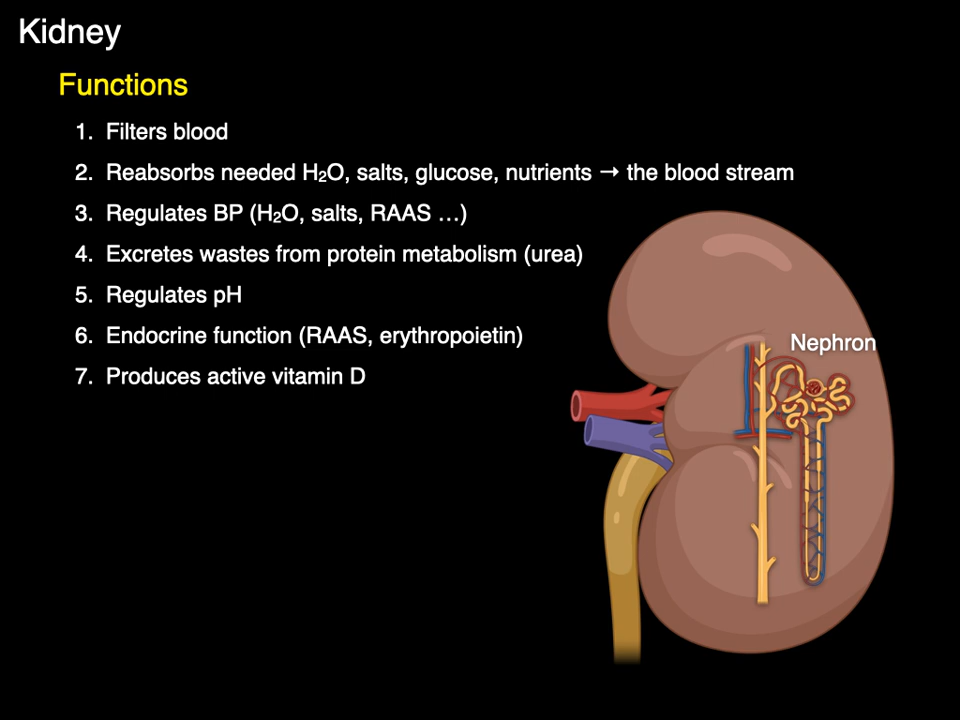 Kidney
Functions
1. Filters blood
2. Reabsorbs needed H₂O, salts, glucose, nutrients → the blood stream
3. Regulates BP (H₂O, salts, RAAS …)
4. Excretes wastes from protein metabolism (urea)
5. Regulates pH
6. Endocrine function (RAAS, erythropoietin)
7. Produces active vitamin D
Nephron